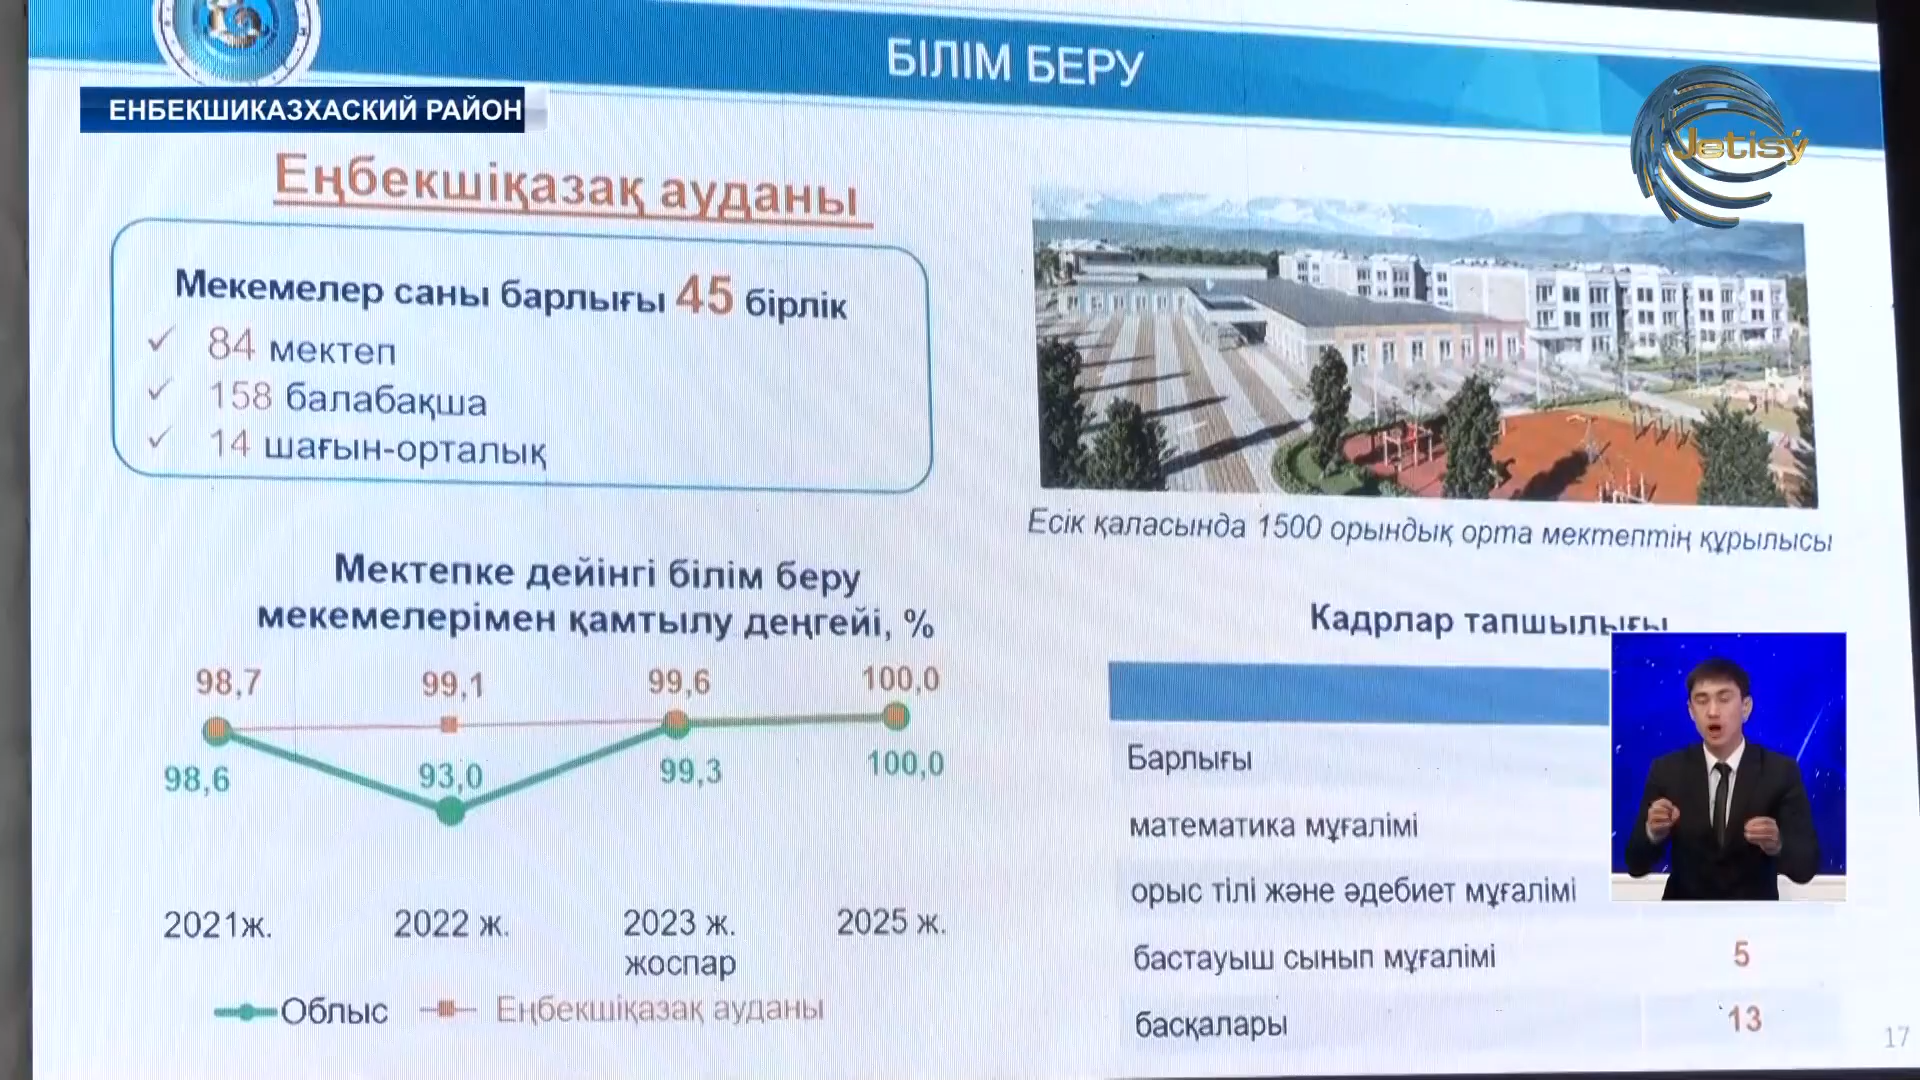 БІЛІМ БЕРУ
ЕНБЕКШИКАЗХАСКИЙ РАЙОН
Jetisý
Еңбекшіқазақ ауданы
Мекемелер саны барлығы 45 бірлік
84 мектеп
158 балабақша
14 шағын-орталық
Есік қаласында 1500 орындық орта мектептің құрылысы
Мектепке дейінгі білім беру
мекемелерімен қамтылу деңгейі, %
98,7 99,1 99,6 100,0
98,6 93,0 99,3 100,0
2021ж. 2022 ж. 2023 ж. 2025 ж.
жоспар
Облыс Еңбекшіқазақ ауданы
Кадрлар тапшылығы
Барлығы
математика мұғалімі
орыс тілі және әдебиет мұғалімі
бастауыш сынып мұғалімі 5
басқалары 13
17